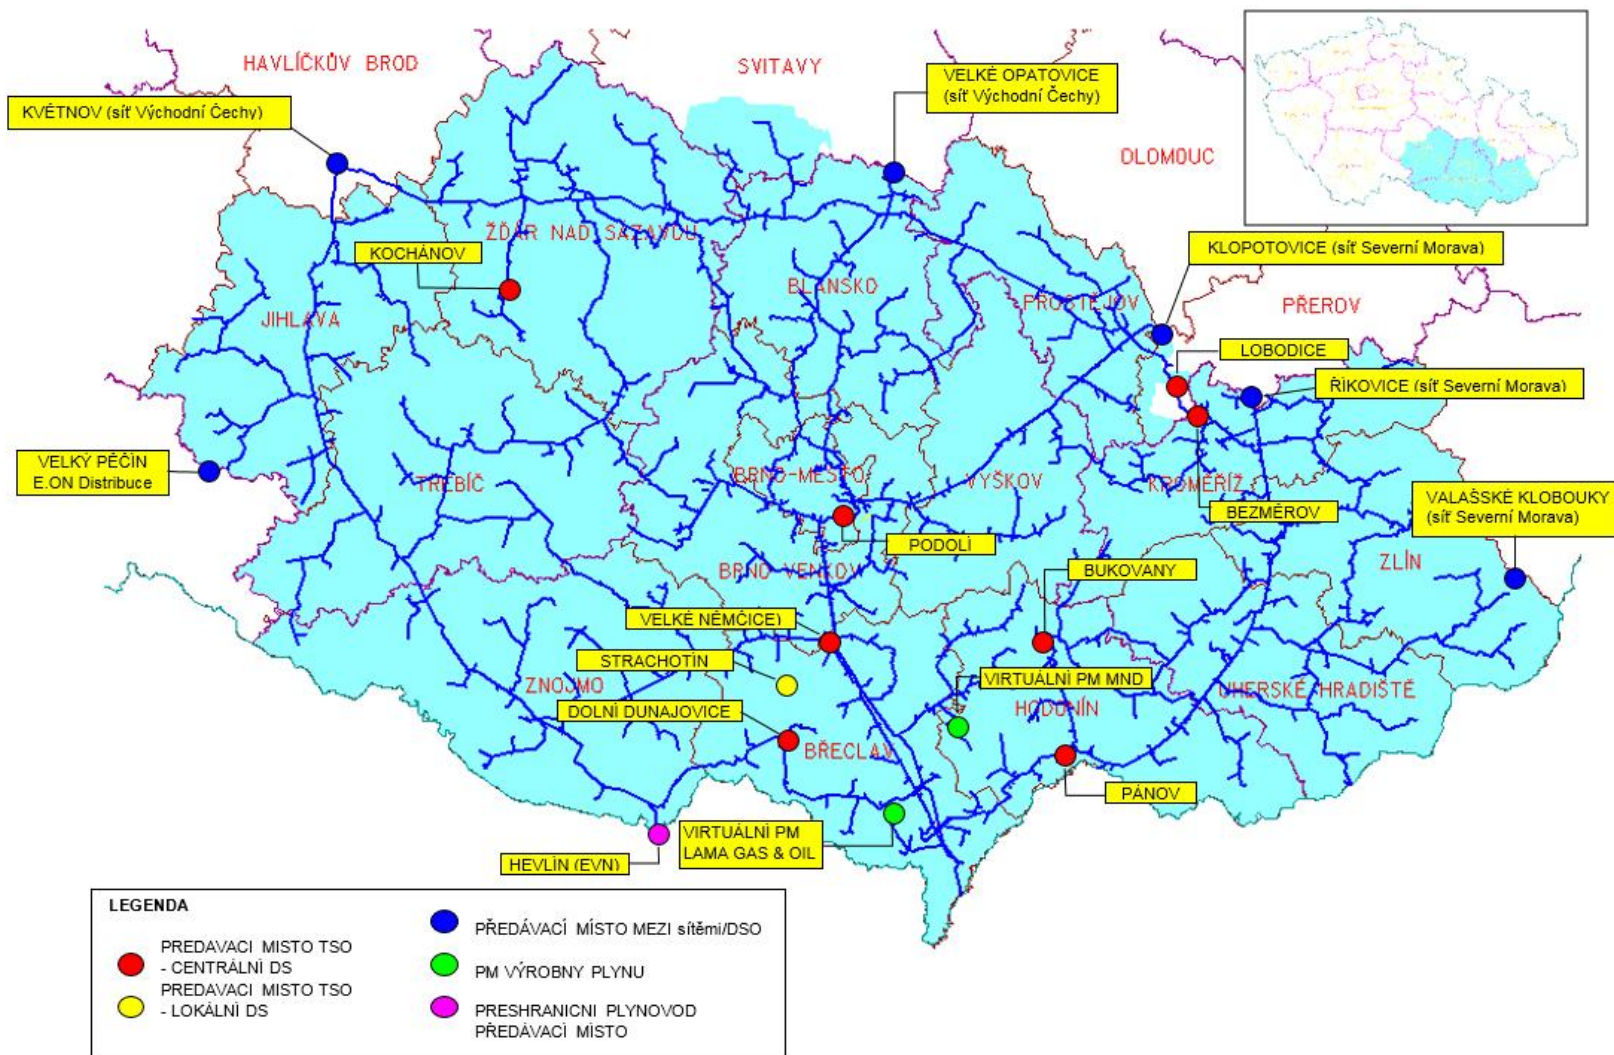 HAVLÍČKŮV BROD
SVITAVY
VELKÉ OPATOVICE
(síť Východní Čechy)
KVĚTNOV (síť Východní Čechy)
OLOMOUC
ŽĎÁR NAD SÁZAVOU
KOCHÁNOV
KLOPOTOVICE (síť Severní Morava)
BLANSKO
PROSTĚJOV
PŘEROV
JIHLAVA
LOBODICE
ŘÍKOVICE (síť Severní Morava)
VELKÝ PĚČÍN
E.ON Distribuce
TŘEBÍČ
BRNO-MĚSTO
VYŠKOV
KROMĚŘÍŽ
VALAŠSKÉ KLOBOUKY
(síť Severní Morava)
BEZMĚROV
PODOLÍ
BRNO VENKOV
BUKOVANY
ZLÍN
VELKÉ NĚMČICE)
STRACHOTÍN
ZNOJMO
VIRTUÁLNÍ PM MND
UHERSKÉ HRADIŠTĚ
DOLNÍ DUNAJOVICE
HODONÍN
BŘECLAV
PÁNOV
VIRTUÁLNÍ PM
LAMA GAS & OIL
HEVLÍN (EVN)
LEGENDA
PREDAVACI MISTO TSO
- CENTRÁLNÍ DS
PREDAVACI MISTO TSO
- LOKÁLNÍ DS
PŘEDÁVACÍ MÍSTO MEZI sítěmi/DSO
PM VÝROBNY PLYNU
PRESHRANICNI PLYNOVOD
PŘEDÁVACÍ MÍSTO